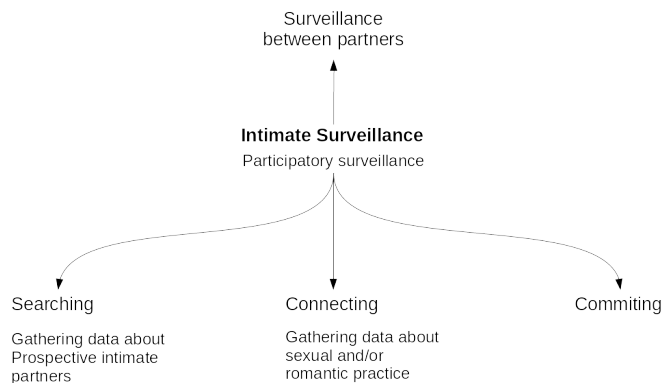 Surveillance
between partners
Intimate Surveillance
Participatory surveillance
Searching
Connecting
Commiting
Gathering data about
Prospective intimate
partners
Gathering data about
sexual and/or
romantic practice